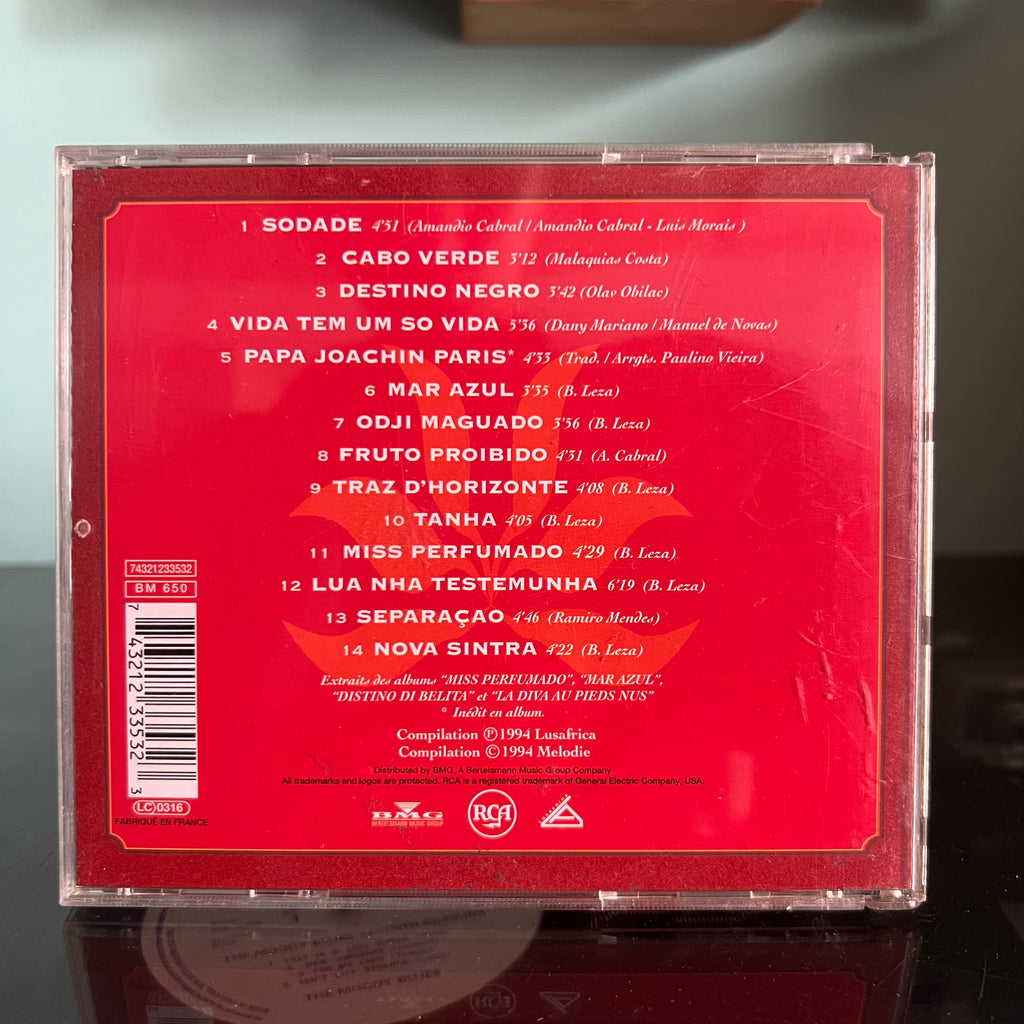 1 SODADE 4'51 (Amandio Cabral / Amandio Cabral - Luis Morais )
2 CABO VERDE 3'12 (Malaquias Costa)
3 DESTINO NEGRO 3'42 (Olav Obilac)
4 VIDA TEM UM SO VIDA 3'36 (Dany Mariano / Manuel de Novas)
5 PAPA JOACHIN PARIS* 4'33 (Trad. / Arrgts. Paulino Vieira)
6 MAR AZUL 3'35 (B. Leza)
7 ODJI MAGUADO 3'56 (B. Leza)
8 FRUTO PROIBIDO 4'31 (A. Cabral)
9 TRAZ D'HORIZONTE 4'08 (B. Leza)
10 TANHA 4'05 (B. Leza)
11 MISS PERFUMADO 4'29 (B. Leza)
12 LUA NHA TESTEMUNHA 6'19 (B. Leza)
13 SEPARAÇAO 4'46 (Ramiro Mendes)
14 NOVA SINTRA 4'22 (B. Leza)
Extraits des albums "MISS PERFUMADO", "MAR AZUL",
"DISTINO DI BELITA" et "LA DIVA AU PIEDS NUS"
* Inédit en album.
Compilation ℗ 1994 Lusafrica
Compilation © 1994 Melodie
Distributed by BMG. A Bertelsmann Music Group Company
All trademarks and logos are protected. RCA is a registered trademark of General Electric Company, USA.
74321233532
BM 650
7 43212 33532 3
LC 0316
FABRIQUÉ EN FRANCE
BMG
BERTELSMANN MUSIC GROUP
RCA
THE MOODY BLUES